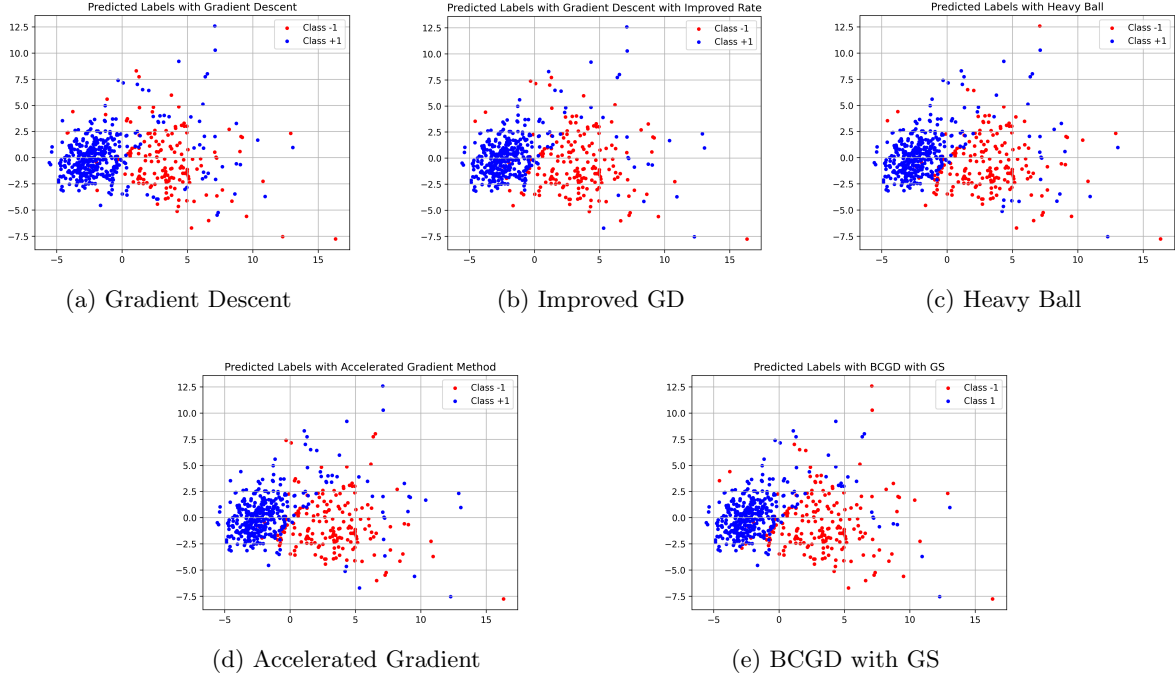 Predicted Labels with Gradient Descent
Class -1
Class +1
12.5
10.0
7.5
5.0
2.5
0.0
−2.5
−5.0
−7.5
−5 0 5 10 15
(a) Gradient Descent
Predicted Labels with Gradient Descent with Improved Rate
Class -1
Class +1
12.5
10.0
7.5
5.0
2.5
0.0
−2.5
−5.0
−7.5
−5 0 5 10 15
(b) Improved GD
Predicted Labels with Heavy Ball
Class -1
Class +1
12.5
10.0
7.5
5.0
2.5
0.0
−2.5
−5.0
−7.5
−5 0 5 10 15
(c) Heavy Ball
Predicted Labels with Accelerated Gradient Method
Class -1
Class +1
12.5
10.0
7.5
5.0
2.5
0.0
−2.5
−5.0
−7.5
−5 0 5 10 15
(d) Accelerated Gradient
Predicted Labels with BCGD with GS
Class -1
Class 1
12.5
10.0
7.5
5.0
2.5
0.0
−2.5
−5.0
−7.5
−5 0 5 10 15
(e) BCGD with GS